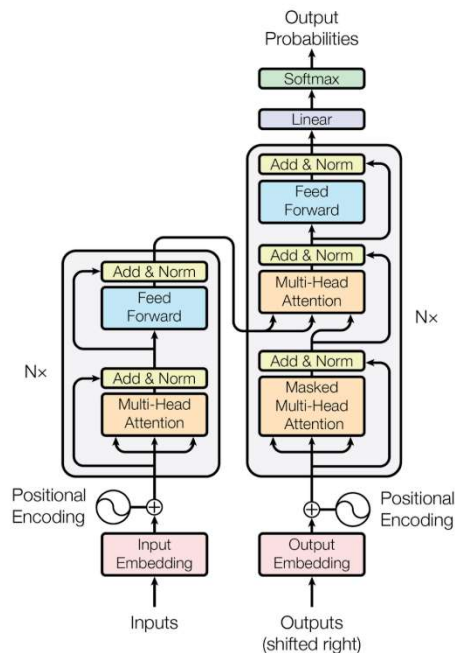 Output
Probabilities
Softmax
Linear
Add & Norm
Feed
Forward
Add & Norm
Multi-Head
Attention
Nx
Add & Norm
Masked
Multi-Head
Attention
Positional
Encoding
Output
Embedding
Outputs
(shifted right)
Add & Norm
Feed
Forward
Nx
Add & Norm
Multi-Head
Attention
Positional
Encoding
Input
Embedding
Inputs